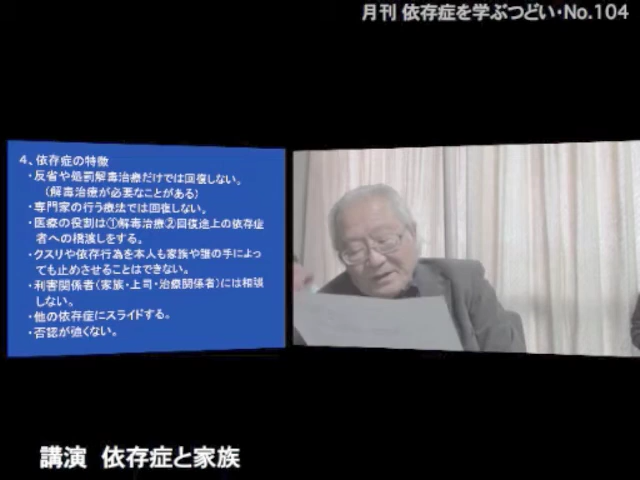 月刊 依存症を学ぶつどい・No.104
４、依存症の特徴
・反省や処罰解毒治療だけでは回復しない。
（解毒治療が必要なことがある）
・専門家の行う療法では回復しない。
・医療の役割は①解毒治療②回復途上の依存症
者への橋渡しをする。
・クスリや依存行為を本人も家族や誰の手によっ
ても止めさせることはできない。
・利害関係者（家族・上司・治療関係者）には相談
しない。
・他の依存症にスライドする。
・否認が強くない。
講演 依存症と家族